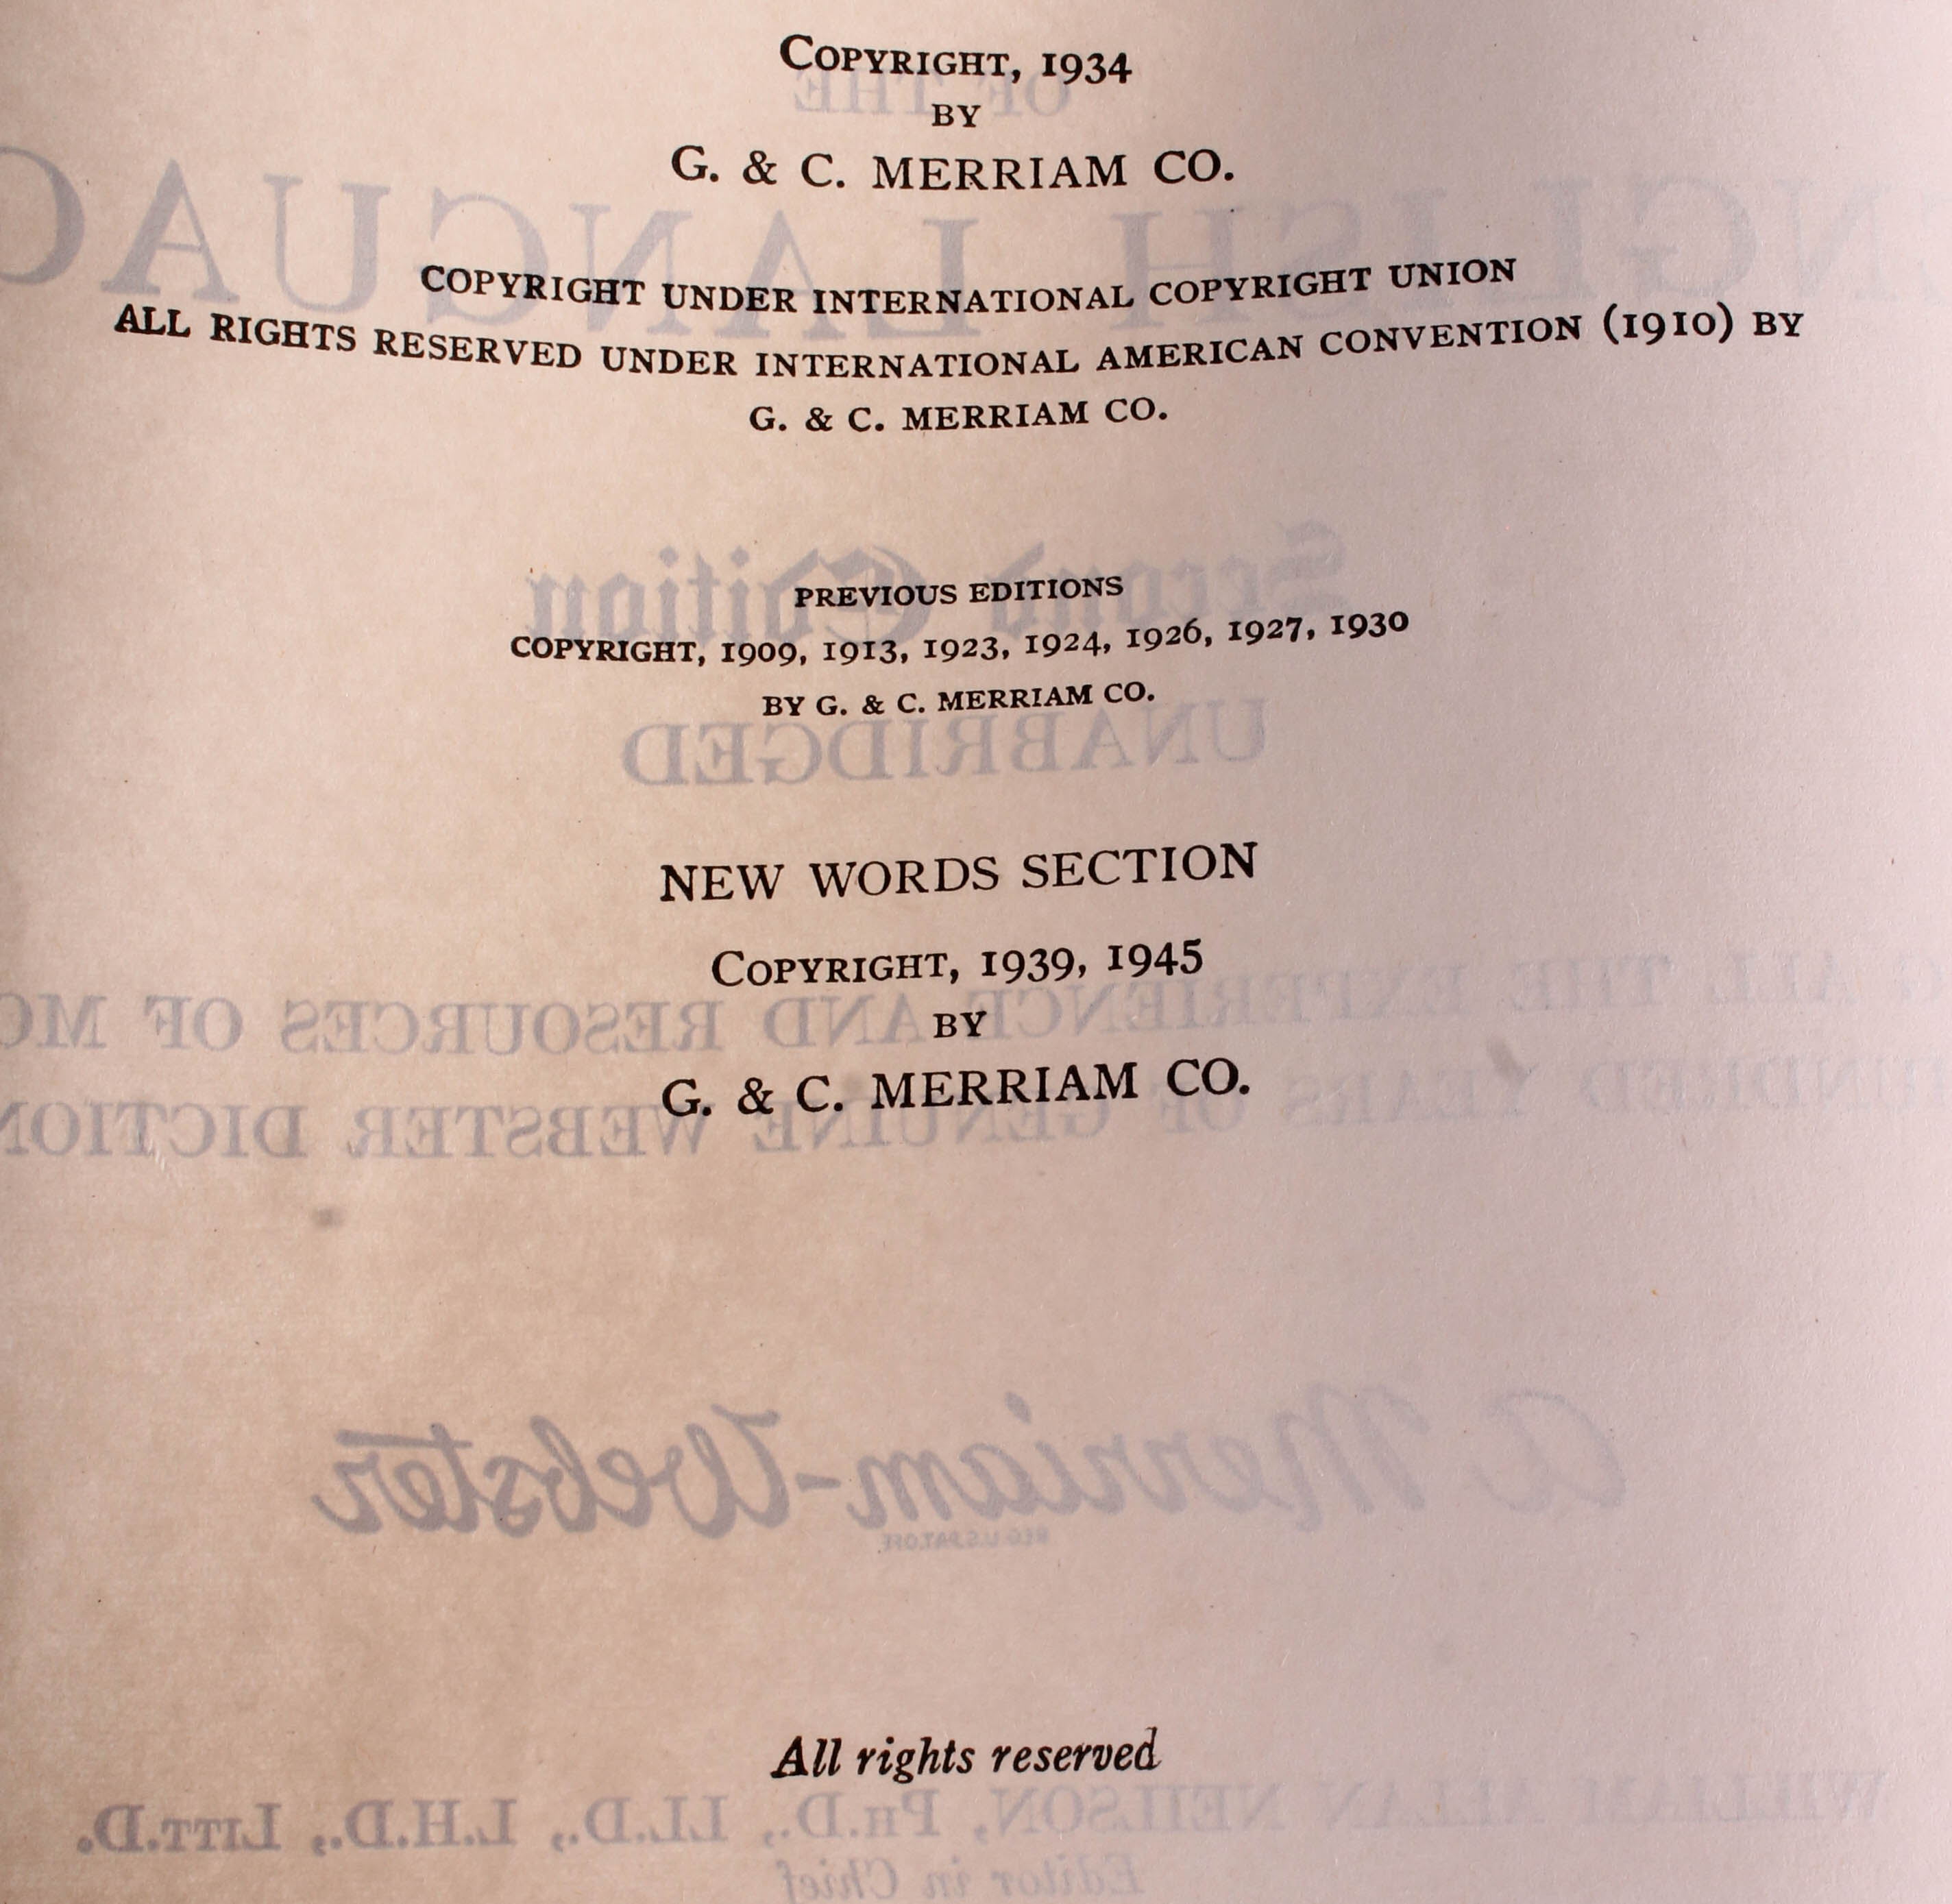 COPYRIGHT, 1934
BY
G. & C. MERRIAM CO.
COPYRIGHT UNDER INTERNATIONAL COPYRIGHT UNION
ALL RIGHTS RESERVED UNDER INTERNATIONAL AMERICAN CONVENTION (1910) BY
G. & C. MERRIAM CO.
PREVIOUS EDITIONS
COPYRIGHT, 1909, 1913, 1923, 1924, 1926, 1927, 1930
BY G. & C. MERRIAM CO.
NEW WORDS SECTION
COPYRIGHT, 1939, 1945
BY
G. & C. MERRIAM CO.
All rights reserved